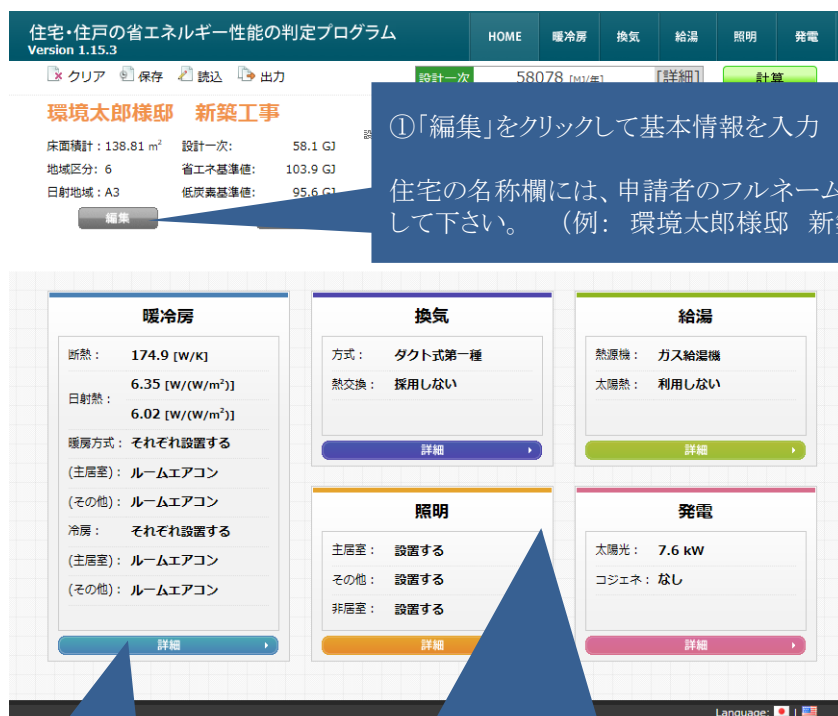 住宅・住戸の省エネルギー性能の判定プログラム
Version 1.15.3
HOME 暖冷房 換気 給湯 照明 発電
クリア 保存 読込 出力
設計一次 58078 [MJ/年] [詳細] 計算
環境太郎様邸 新築工事
床面積計：138.81 m² 設計一次： 58.1 GJ
地域区分：6 省エネ基準値： 103.9 GJ
日射地域：A3 低炭素基準値： 95.6 GJ
編集
①「編集」をクリックして基本情報を入力
住宅の名称欄には、申請者のフルネーム
して下さい。 （例： 環境太郎様邸 新
暖冷房
断熱： 174.9 [W/K]
日射熱： 6.35 [W/(W/m²)]
6.02 [W/(W/m²)]
暖房方式： それぞれ設置する
(主居室)： ルームエアコン
(その他)： ルームエアコン
冷房： それぞれ設置する
(主居室)： ルームエアコン
(その他)： ルームエアコン
詳細
換気
方式： ダクト式第一種
熱交換： 採用しない
詳細
給湯
熱源機： ガス給湯機
太陽熱： 利用しない
詳細
照明
主居室： 設置する
その他： 設置する
非居室： 設置する
詳細
発電
太陽光： 7.6 kW
コジェネ： なし
詳細
Language: |